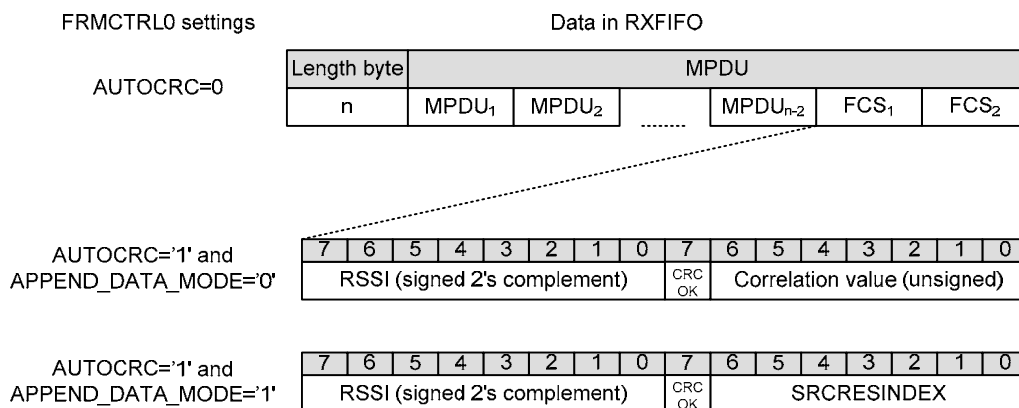 FRMCTRL0 settings Data in RXFIFO
Length byte MPDU
AUTOCRC=0
n MPDU1 MPDU2 ........ MPDUn-2 FCS1 FCS2
7 6 5 4 3 2 1 0 7 6 5 4 3 2 1 0
AUTOCRC='1' and
APPEND_DATA_MODE='0'
RSSI (signed 2's complement) CRC OK Correlation value (unsigned)
7 6 5 4 3 2 1 0 7 6 5 4 3 2 1 0
AUTOCRC='1' and
APPEND_DATA_MODE='1'
RSSI (signed 2's complement) CRC OK SRCRESINDEX